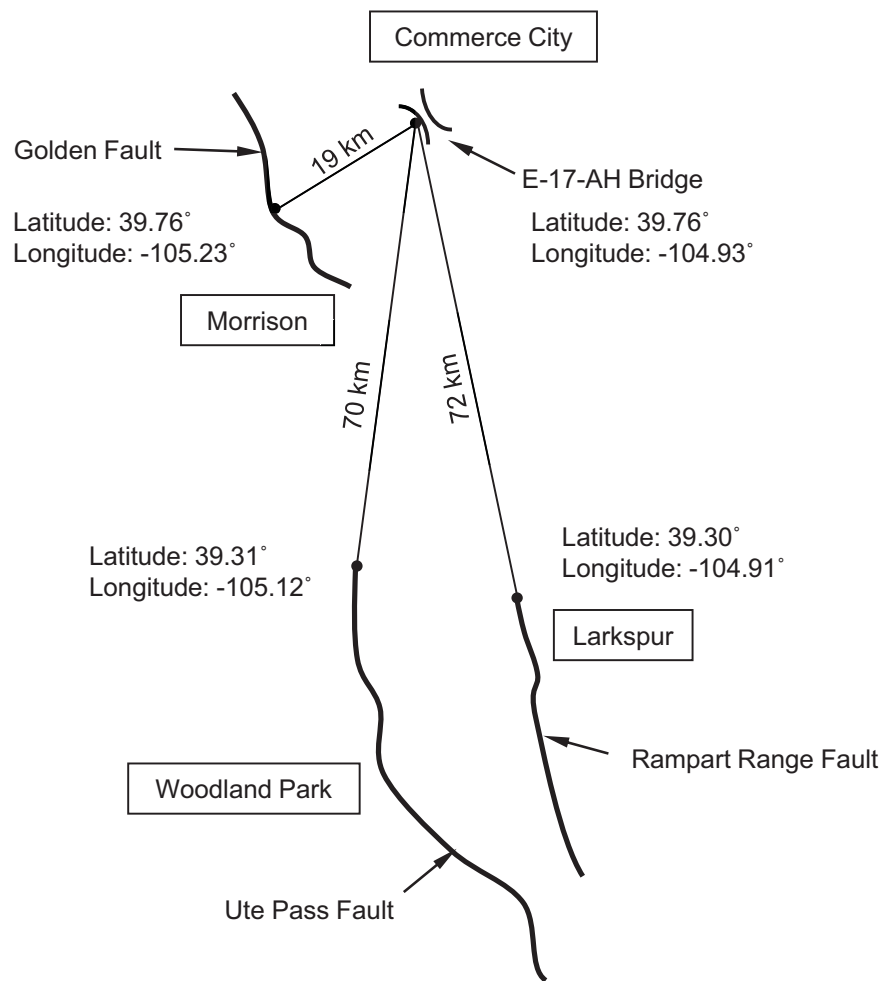 Commerce City
Golden Fault
19 km
E-17-AH Bridge
Latitude: 39.76°
Longitude: -105.23°
Latitude: 39.76°
Longitude: -104.93°
Morrison
70 km
72 km
Latitude: 39.31°
Longitude: -105.12°
Latitude: 39.30°
Longitude: -104.91°
Larkspur
Rampart Range Fault
Woodland Park
Ute Pass Fault